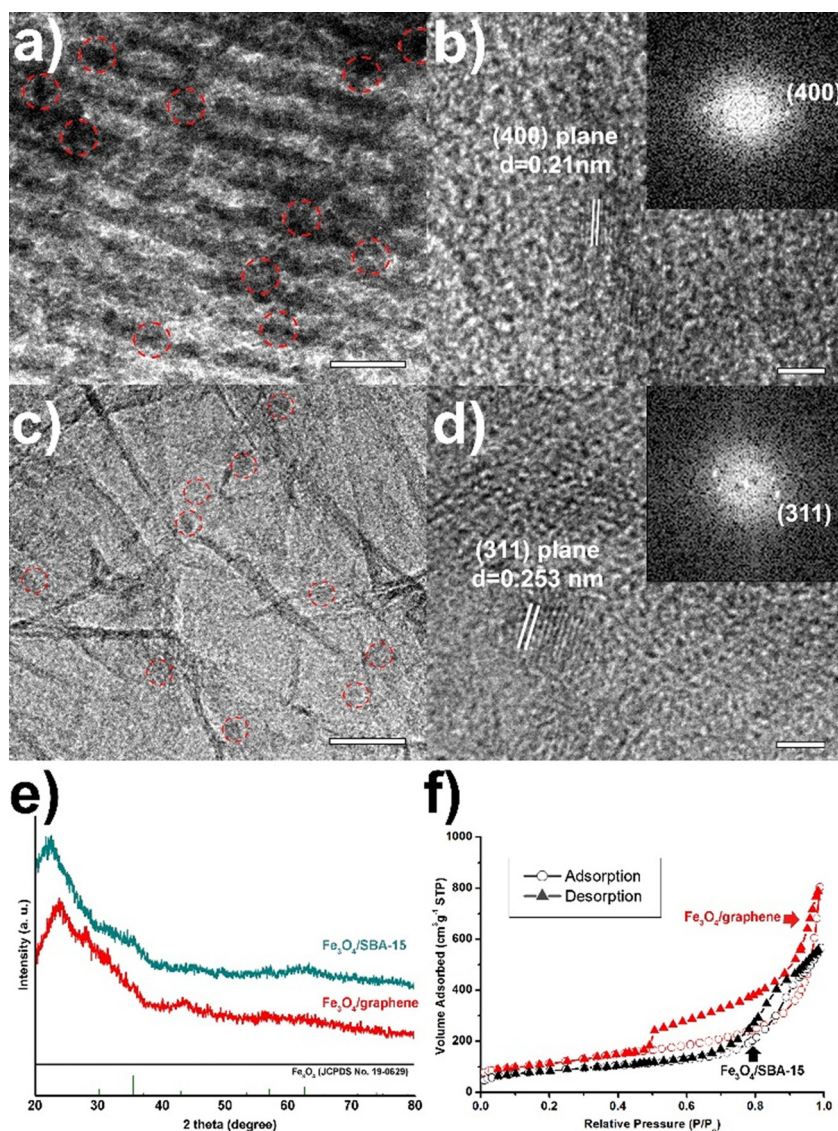 a)
b)
(400)
(400) plane
d=0.21nm
c)
d)
(311)
(311) plane
d=0.253 nm
e)
Intensity (a. u.)
Fe₃O₄/SBA-15
Fe₃O₄/graphene
Fe₃O₄ (JCPDS No. 19-0629)
20 30 40 50 60 70 80
2 theta (degree)
f)
Volume Adsorbed (cm³g⁻¹ STP)
1000
800
600
400
200
0
Adsorption
Desorption
Fe₃O₄/graphene
Fe₃O₄/SBA-15
0.0 0.2 0.4 0.6 0.8 1.0
Relative Pressure (P/P₀)